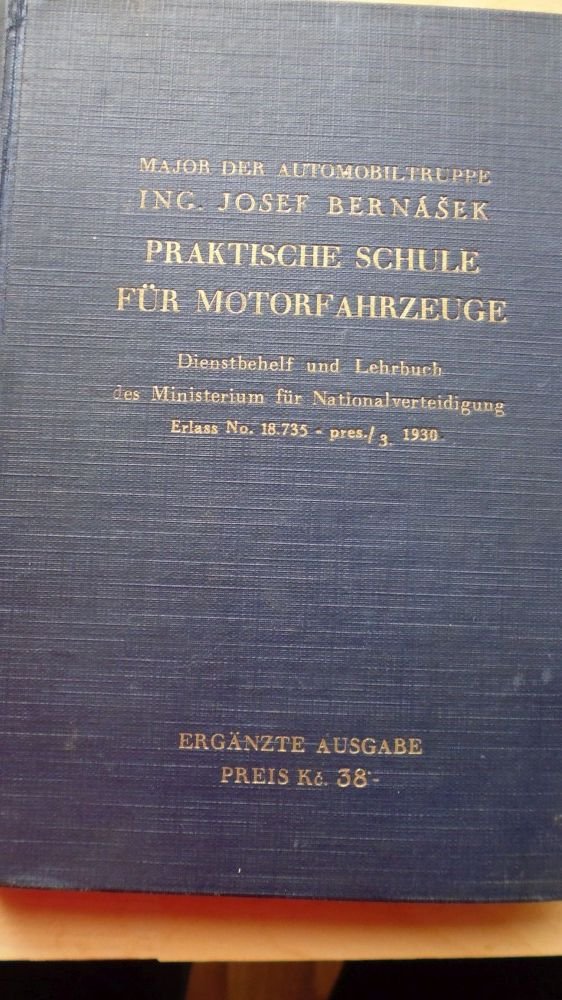 MAJOR DER AUTOMOBILTRUPPE
ING. JOSEF BERNÁŠEK
PRAKTISCHE SCHULE
FÜR MOTORFAHRZEUGE
Dienstbehelf und Lehrbuch
des Ministerium für Nationalverteidigung
Erlass No. 18.735 - pres./3. 1930
ERGÄNZTE AUSGABE
PREIS Kč. 38·-